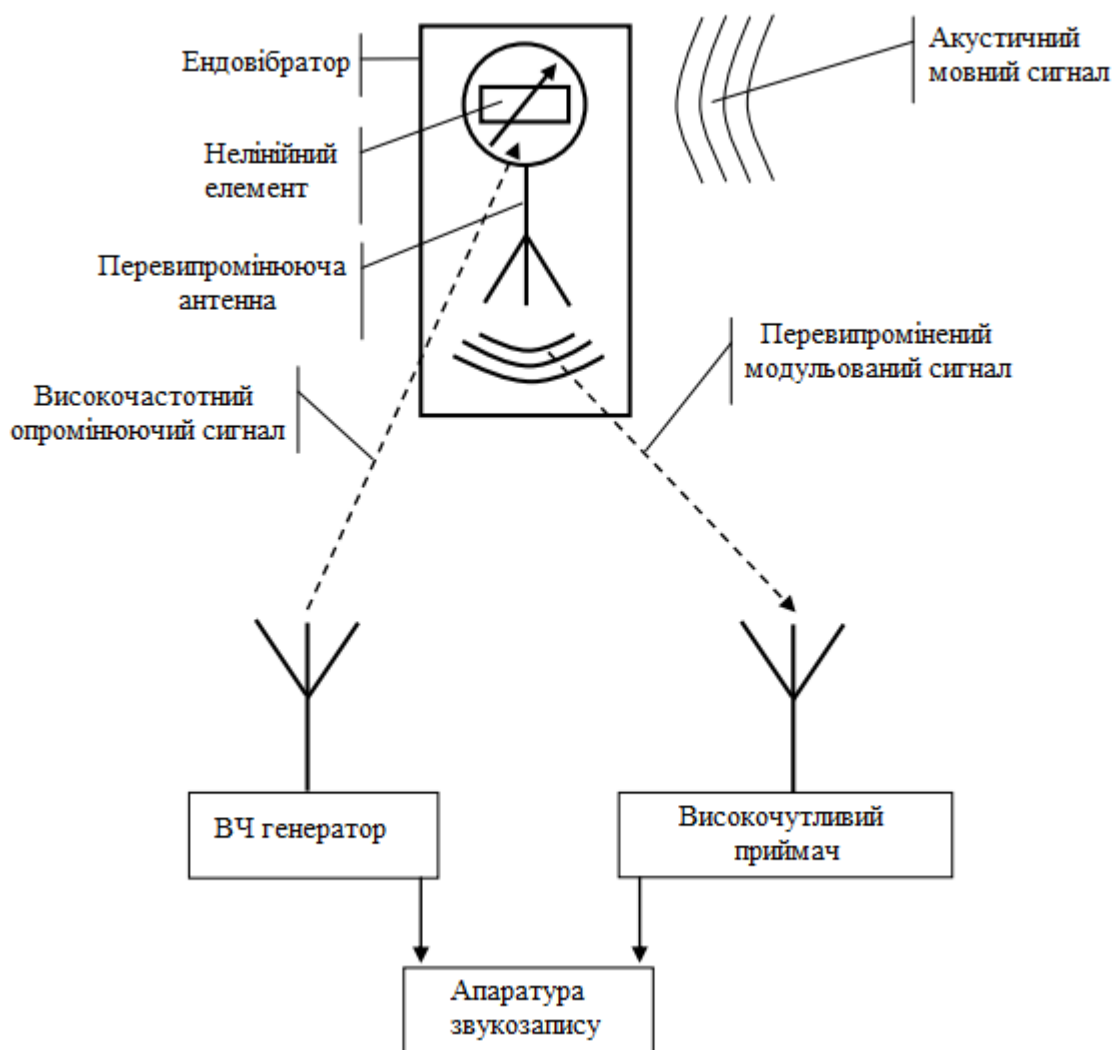 Ендовібратор
Акустичний
мовний сигнал
Нелінійний
елемент
Перевипромінююча
антенна
Перевипромінений
модульований сигнал
Високочастотний
опромінюючий сигнал
ВЧ генератор
Високочутливий
приймач
Апаратура
звукозапису